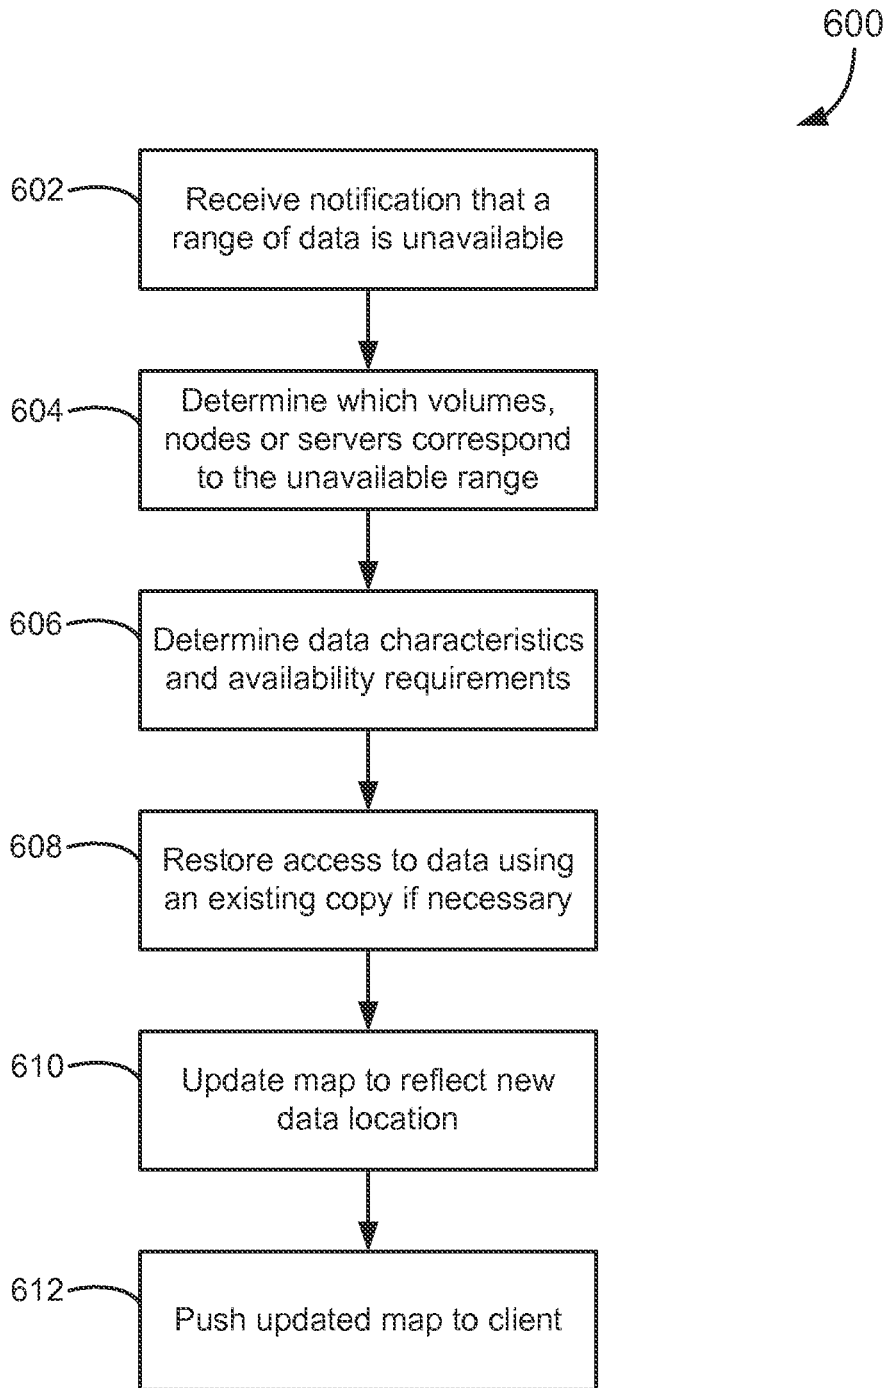 600
602
Receive notification that a
range of data is unavailable
604
Determine which volumes,
nodes or servers correspond
to the unavailable range
606
Determine data characteristics
and availability requirements
608
Restore access to data using
an existing copy if necessary
610
Update map to reflect new
data location
612
Push updated map to client